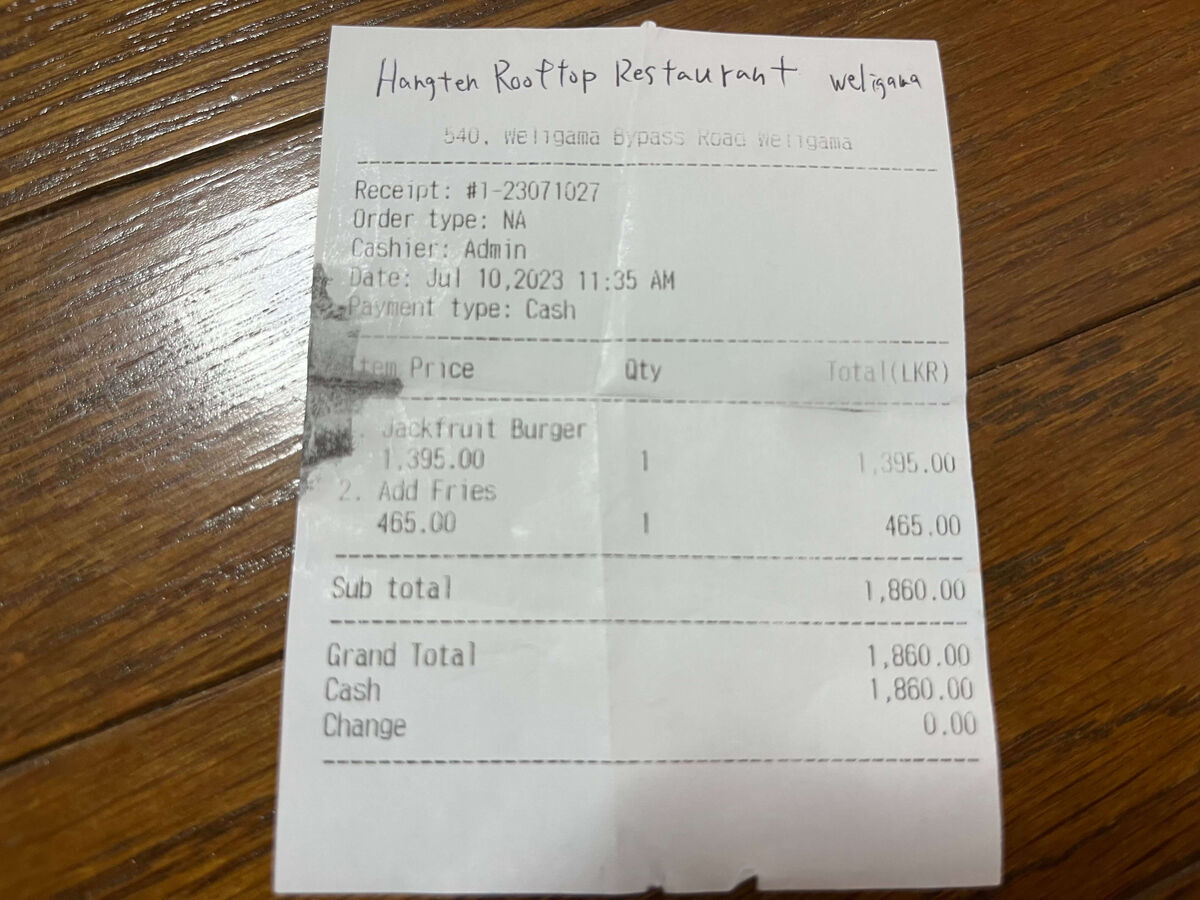 Hangten Rooftop Restaurant Weligama
540, Weligama Bypass Road Weligama
Receipt: #1-23071027
Order type: NA
Cashier: Admin
Date: Jul 10,2023 11:35 AM
Payment type: Cash
Item Price Qty Total(LKR)
. Jackfruit Burger
1,395.00 1 1,395.00
2. Add Fries
465.00 1 465.00
Sub total 1,860.00
Grand Total 1,860.00
Cash 1,860.00
Change 0.00